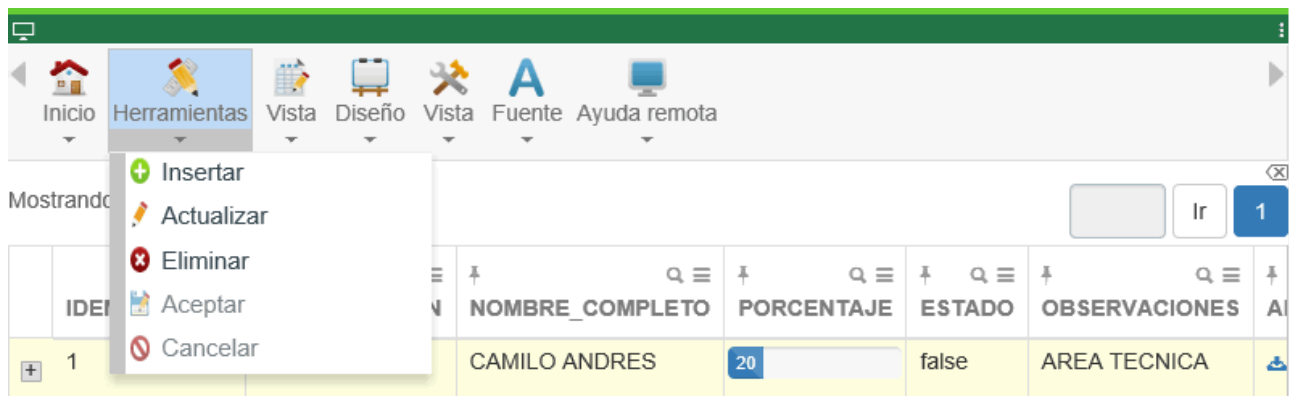 Inicio Herramientas Vista Diseño Vista Fuente Ayuda remota
Insertar
Actualizar
Eliminar
Aceptar
Cancelar
Mostrando
Ir 1
IDEN N NOMBRE_COMPLETO PORCENTAJE ESTADO OBSERVACIONES
1 CAMILO ANDRES 20 false AREA TECNICA